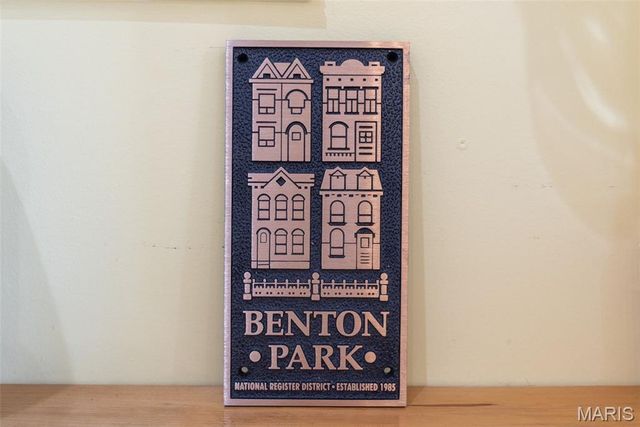 BENTON
• PARK •
NATIONAL REGISTER DISTRICT • ESTABLISHED 1985
MARIS